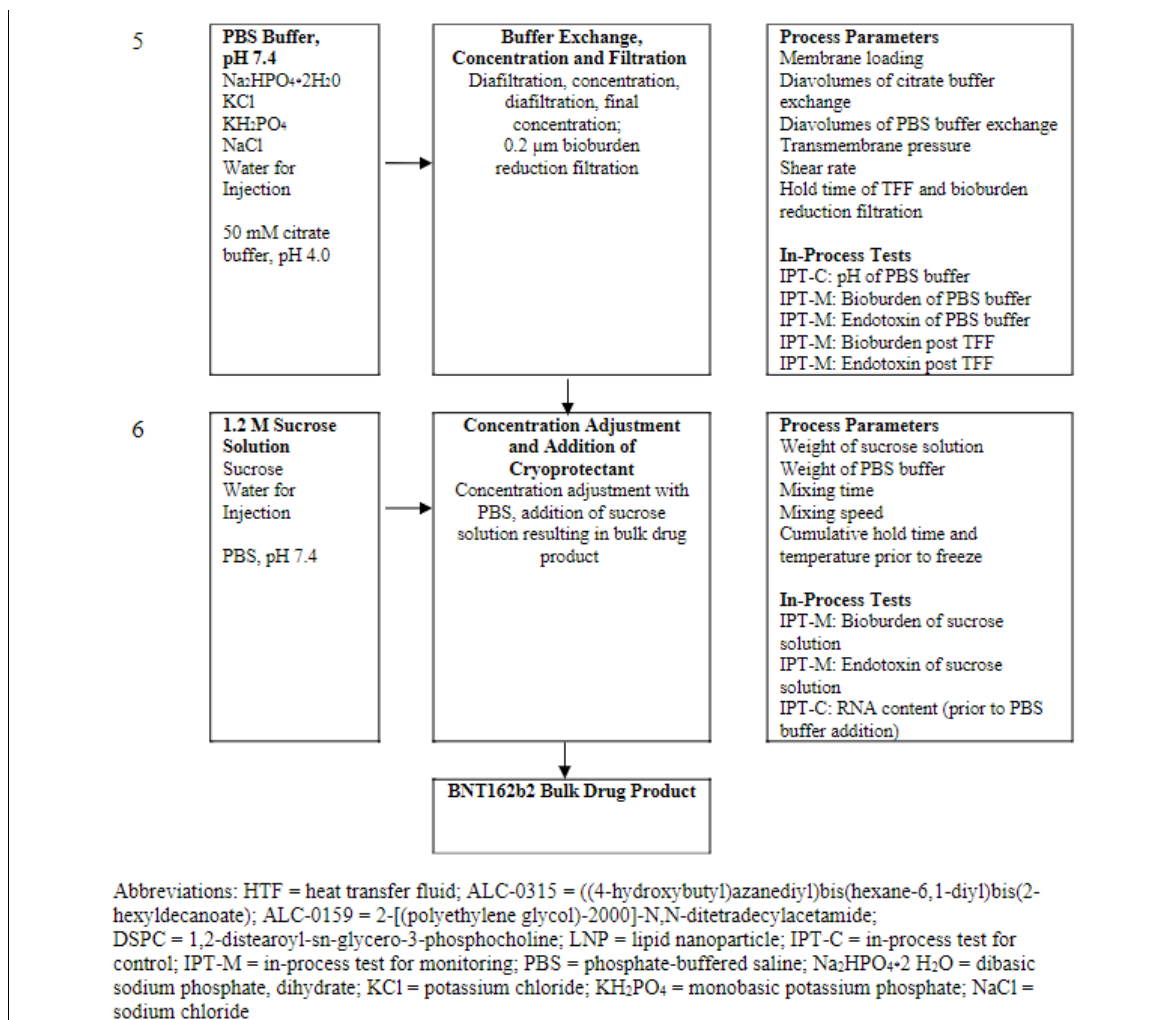 5
PBS Buffer,
pH 7.4
Na₂HPO₄•2H₂0
KCl
KH₂PO₄
NaCl
Water for
Injection
50 mM citrate
buffer, pH 4.0
Buffer Exchange,
Concentration and Filtration
Diafiltration, concentration,
diafiltration, final
concentration;
0.2 µm bioburden
reduction filtration
Process Parameters
Membrane loading
Diavolumes of citrate buffer
exchange
Diavolumes of PBS buffer exchange
Transmembrane pressure
Shear rate
Hold time of TFF and bioburden
reduction filtration
In-Process Tests
IPT-C: pH of PBS buffer
IPT-M: Bioburden of PBS buffer
IPT-M: Endotoxin of PBS buffer
IPT-M: Bioburden post TFF
IPT-M: Endotoxin post TFF
6
1.2 M Sucrose
Solution
Sucrose
Water for
Injection
PBS, pH 7.4
Concentration Adjustment
and Addition of
Cryoprotectant
Concentration adjustment with
PBS, addition of sucrose
solution resulting in bulk drug
product
Process Parameters
Weight of sucrose solution
Weight of PBS buffer
Mixing time
Mixing speed
Cumulative hold time and
temperature prior to freeze
In-Process Tests
IPT-M: Bioburden of sucrose
solution
IPT-M: Endotoxin of sucrose
solution
IPT-C: RNA content (prior to PBS
buffer addition)
BNT162b2 Bulk Drug Product
Abbreviations: HTF = heat transfer fluid; ALC-0315 = ((4-hydroxybutyl)azanediyl)bis(hexane-6,1-diyl)bis(2-
hexyldecanoate); ALC-0159 = 2-[(polyethylene glycol)-2000]-N,N-ditetradecylacetamide;
DSPC = 1,2-distearoyl-sn-glycero-3-phosphocholine; LNP = lipid nanoparticle; IPT-C = in-process test for
control; IPT-M = in-process test for monitoring; PBS = phosphate-buffered saline; Na₂HPO₄•2 H₂O = dibasic
sodium phosphate, dihydrate; KCl = potassium chloride; KH₂PO₄ = monobasic potassium phosphate; NaCl =
sodium chloride